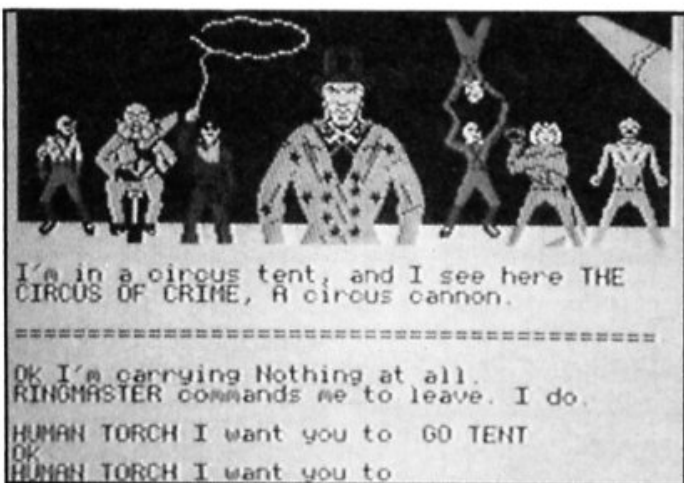 I'm in a circus tent, and I see here THE
CIRCUS OF CRIME, A circus cannon.
========================================
OK I'm carrying Nothing at all.
RINGMASTER commands me to leave. I do.
HUMAN TORCH I want you to  GO TENT
OK
HUMAN TORCH I want you to